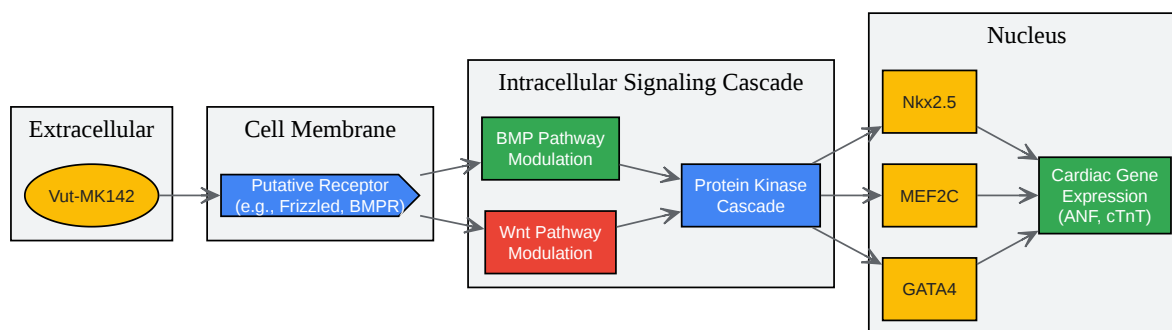 Extracellular
Vut-MK142
Cell Membrane
Putative Receptor
(e.g., Frizzled, BMPR)
Intracellular Signaling Cascade
BMP Pathway
Modulation
Wnt Pathway
Modulation
Protein Kinase
Cascade
Nucleus
Nkx2.5
MEF2C
GATA4
Cardiac Gene
Expression
(ANF, cTnT)